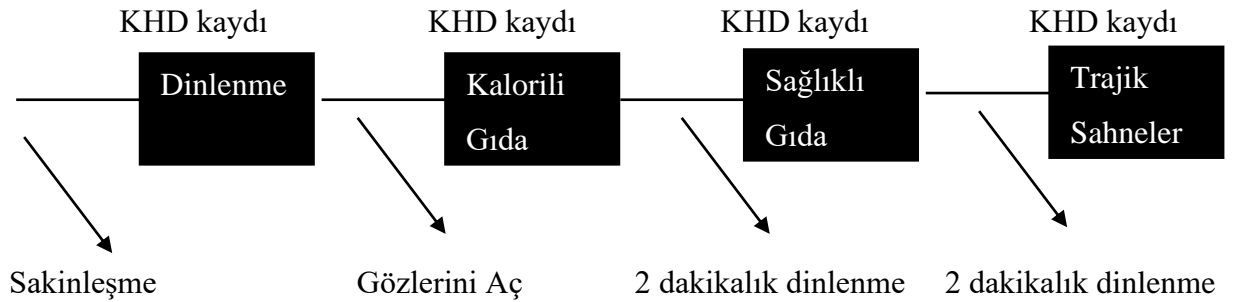 KHD kaydı KHD kaydı KHD kaydı KHD kaydı
Dinlenme
Kalorili
Gıda
Sağlıklı
Gıda
Trajik
Sahneler
Sakinleşme Gözlerini Aç 2 dakikalık dinlenme 2 dakikalık dinlenme